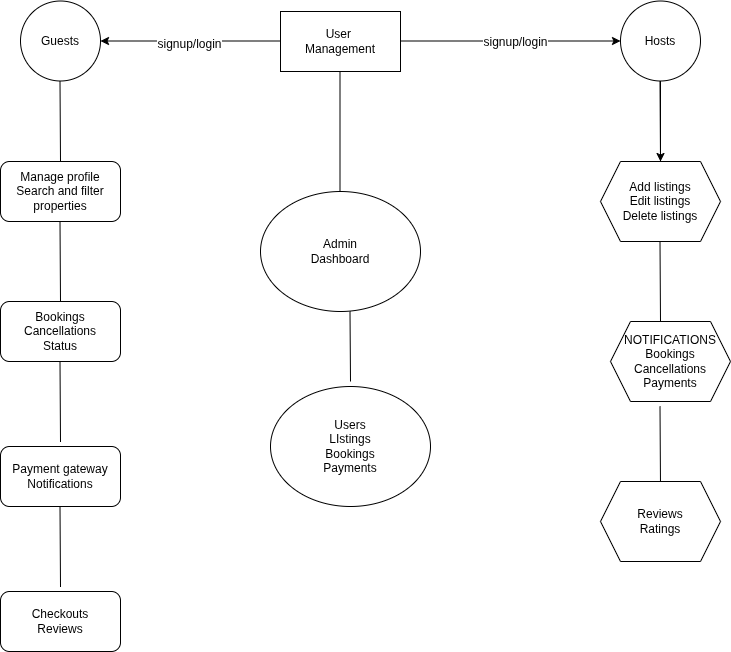 Guests
signup/login
User
Management
signup/login
Hosts
Manage profile
Search and filter
properties
Add listings
Edit listings
Delete listings
Admin
Dashboard
Bookings
Cancellations
Status
NOTIFICATIONS
Bookings
Cancellations
Payments
Users
LIstings
Bookings
Payments
Payment gateway
Notifications
Reviews
Ratings
Checkouts
Reviews